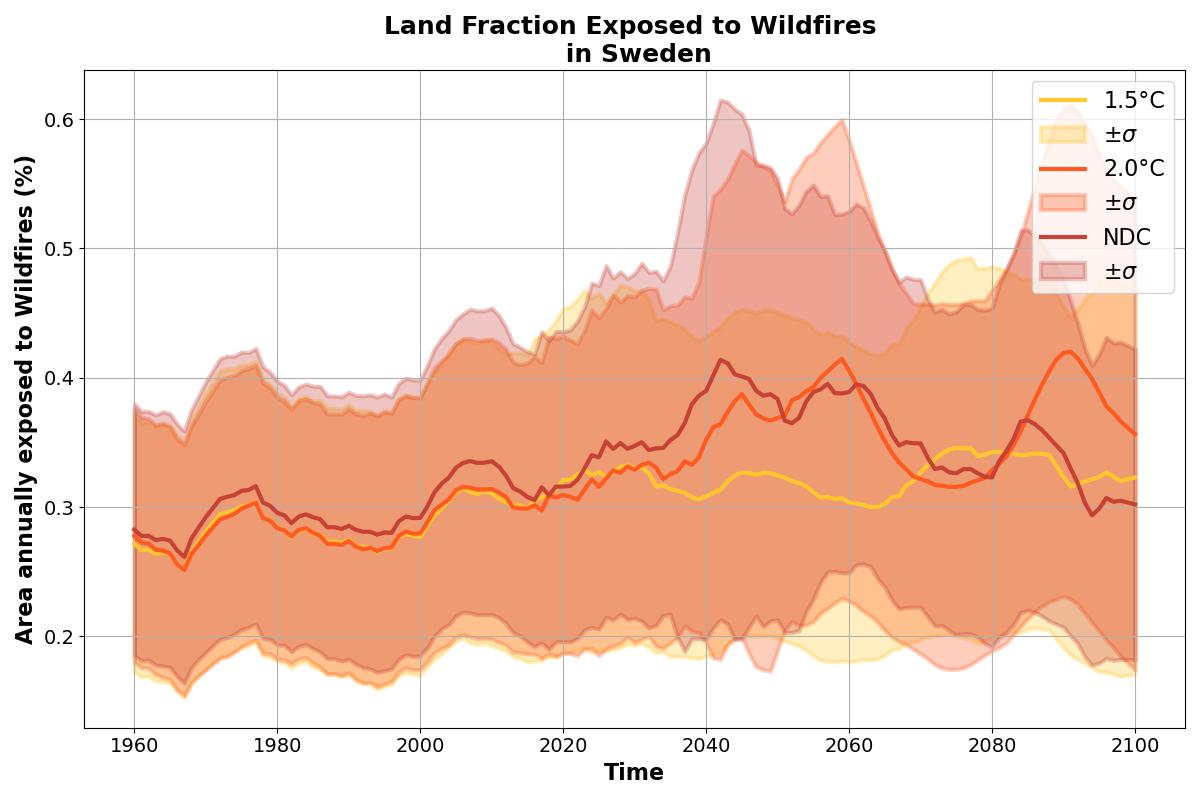 Land Fraction Exposed to Wildfires
in Sweden
Area annually exposed to Wildfires (%)
0.6
0.5
0.4
0.3
0.2
1960
1980
2000
2020
2040
2060
2080
2100
Time
1.5°C
±σ
2.0°C
±σ
NDC
±σ